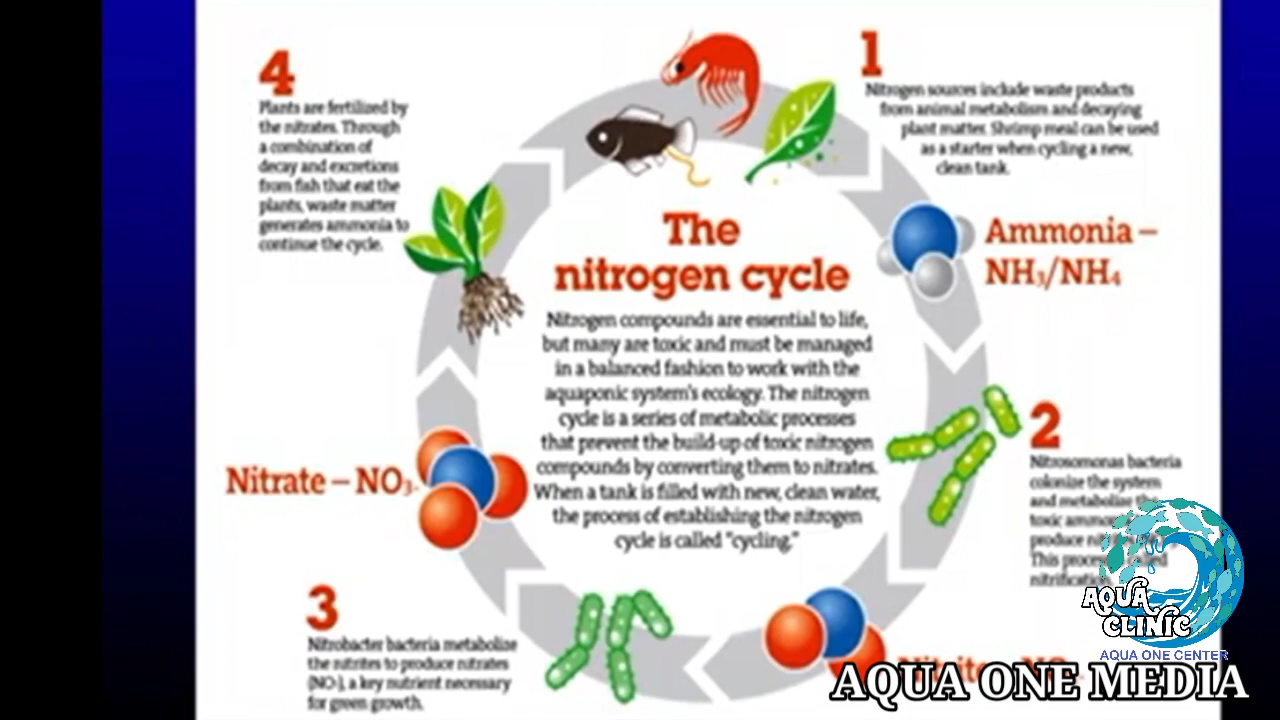 4
Plants are fertilized by
the nitrates. Through
a combination of
decay and excretions
from fish that eat the
plants, waste matter
generates ammonia to
continue the cycle.
1
Nitrogen sources include waste products
from animal metabolism and decaying
plant matter. Shrimp meal can be used
as a starter when cycling a new,
clean tank.
The
nitrogen cycle
Nitrogen compounds are essential to life,
but many are toxic and must be managed
in a balanced fashion to work with the
aquaponic system's ecology. The nitrogen
cycle is a series of metabolic processes
that prevent the build-up of toxic nitrogen
compounds by converting them to nitrates.
When a tank is filled with new, clean water,
the process of establishing the nitrogen
cycle is called "cycling."
Ammonia –
NH₃/NH₄
2
Nitrosomonas bacteria
colonize the system
and metabolize the
toxic
produce
This
nitrification.
Nitrate – NO₃-
3
Nitrobacter bacteria metabolize
the nitrites to produce nitrates
(NO-), a key nutrient necessary
for green growth.
AQUA
CLINIC
AQUA ONE CENTER
AQUA ONE MEDIA